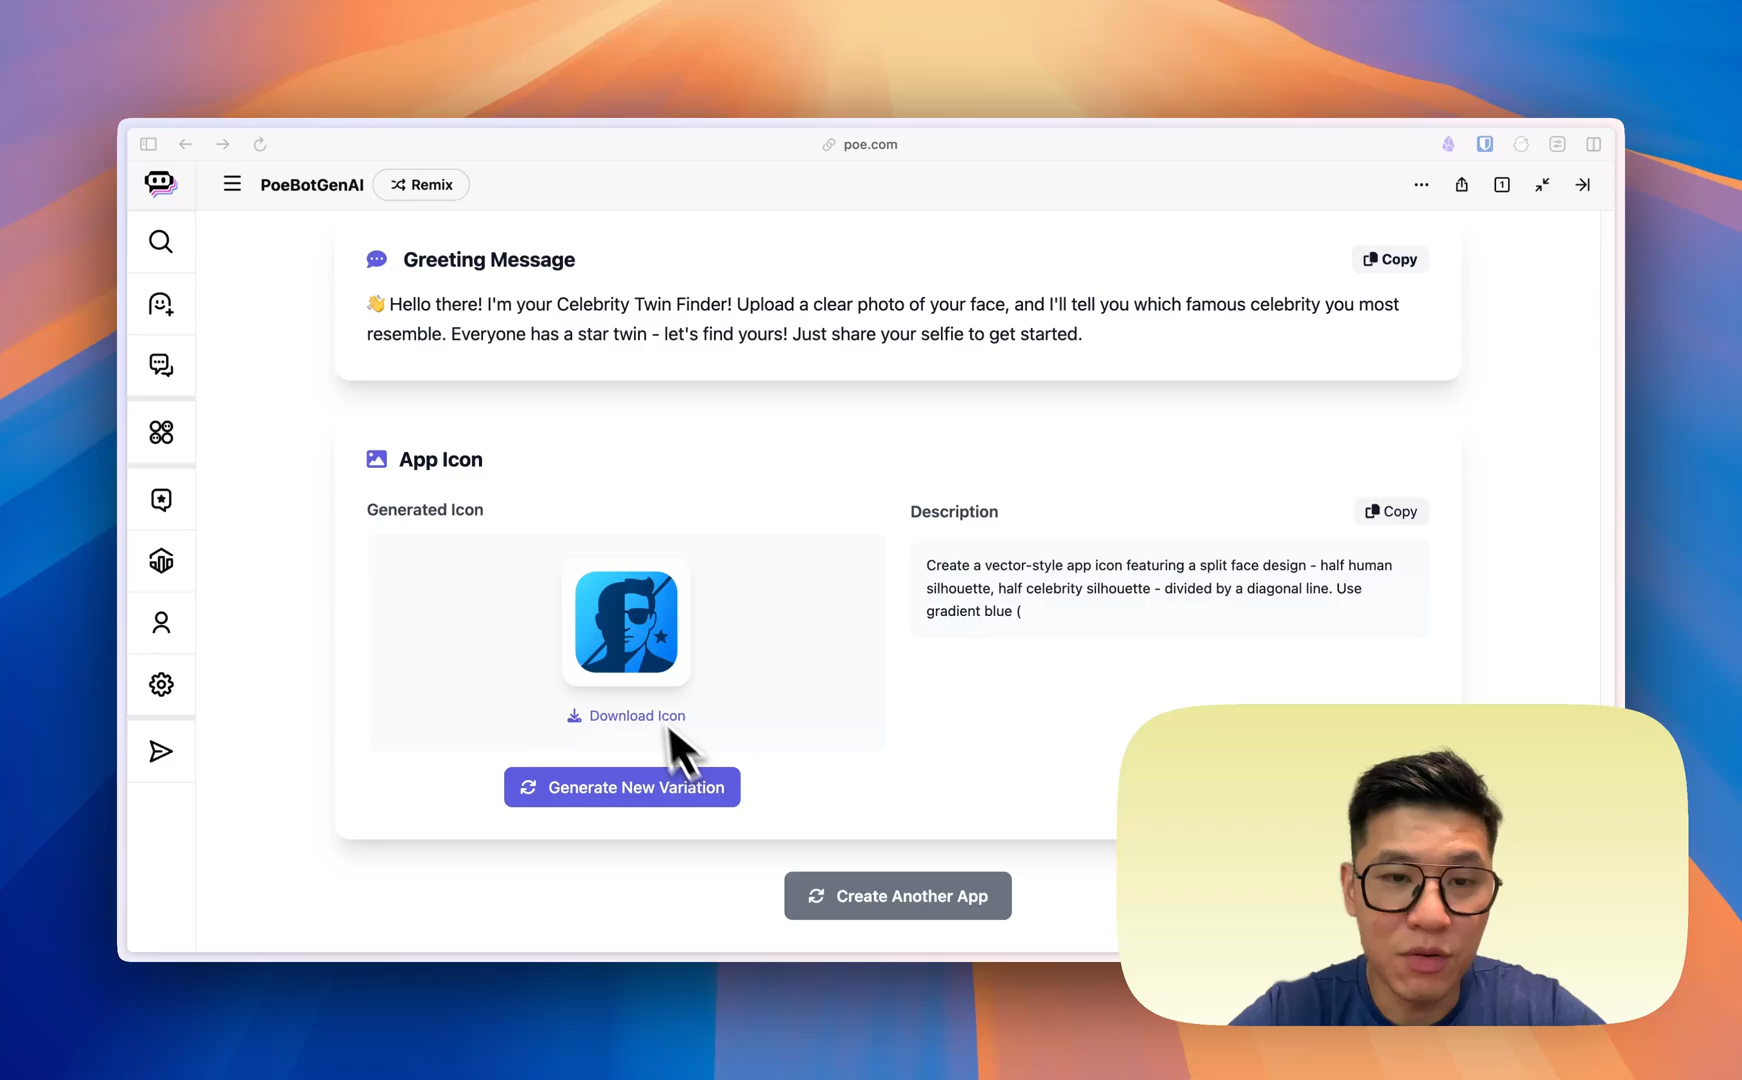 poe.com
PoeBotGenAI
Remix
1
Greeting Message
Copy
👋 Hello there! I'm your Celebrity Twin Finder! Upload a clear photo of your face, and I'll tell you which famous celebrity you most
resemble. Everyone has a star twin - let's find yours! Just share your selfie to get started.
App Icon
Generated Icon
Description
Copy
Create a vector-style app icon featuring a split face design - half human
silhouette, half celebrity silhouette - divided by a diagonal line. Use
gradient blue (
Download Icon
Generate New Variation
Create Another App